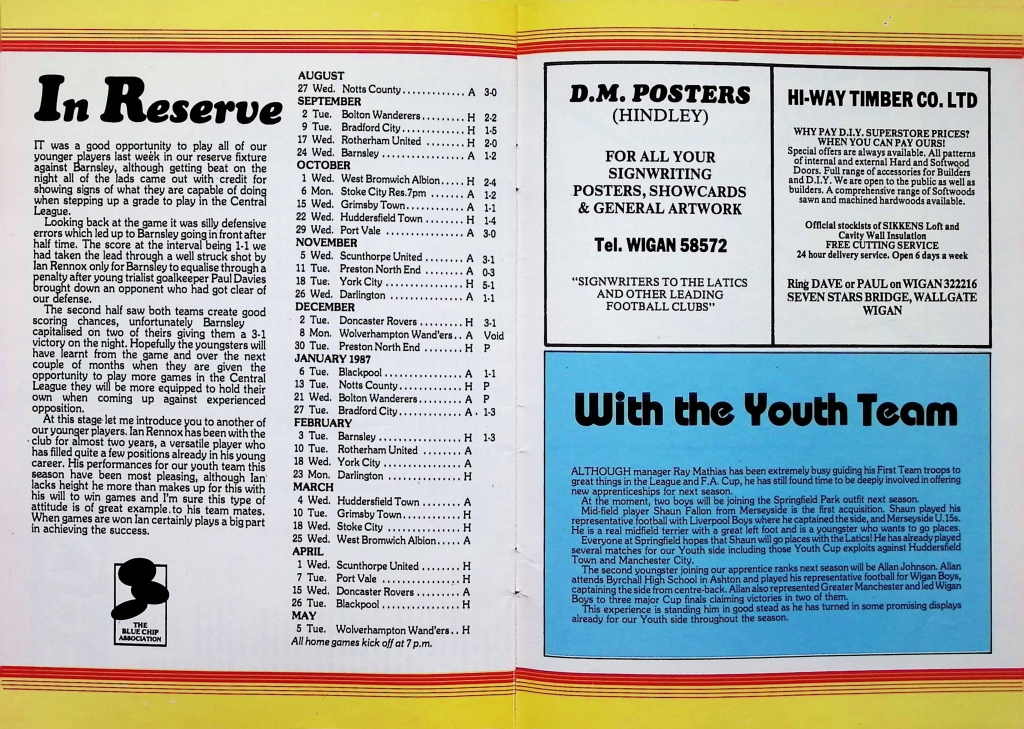 In Reserve
IT was a good opportunity to play all of our
younger players last week in our reserve fixture
against Barnsley, although getting beat on the
night all of the lads came out with credit for
showing signs of what they are capable of doing
when stepping up a grade to play in the Central
League.
Looking back at the game it was silly defensive
errors which led up to Barnsley going in front after
half time. The score at the interval being 1-1 we
had taken the lead through a well struck shot by
Ian Rennox only for Barnsley to equalise through a
penalty after young trialist goalkeeper Paul Davies
brought down an opponent who had got clear of
our defense.
The second half saw both teams create good
scoring chances, unfortunately Barnsley
capitalised on two of theirs giving them a 3-1
victory on the night. Hopefully the youngsters will
have learnt from the game and over the next
couple of months when they are given the
opportunity to play more games in the Central
League they will be more equipped to hold their
own when coming up against experienced
opposition.
At this stage let me introduce you to another of
our younger players. Ian Rennox has been with the
club for almost two years, a versatile player who
has filled quite a few positions already in his young
career. His performances for our youth team this
season have been most pleasing, although Ian
lacks height he more than makes up for this with
his will to win games and I'm sure this type of
attitude is of great example to his team mates.
When games are won Ian certainly plays a big part
in achieving the success.
THE
BLUE CHIP
ASSOCIATION
AUGUST
27 Wed. Notts County............ A 3-0
SEPTEMBER
2 Tue. Bolton Wanderers......... H 2-2
9 Tue. Bradford City............. H 1-5
17 Wed. Rotherham United ....... H 2-0
24 Wed. Barnsley ................ A 1-2
OCTOBER
1 Wed. West Bromwich Albion..... H 2-4
6 Mon. Stoke City Res. 7pm ...... A 1-2
15 Wed. Grimsby Town............ A 1-1
22 Wed. Huddersfield Town ....... H 1-4
29 Wed. Port Vale ................ A 3-0
NOVEMBER
5 Wed. Scunthorpe United ........ A 3-1
11 Tue. Preston North End ........ A 0-3
18 Tue. York City ................ H 5-1
26 Wed. Darlington ............... A 1-1
DECEMBER
2 Tue. Doncaster Rovers ......... H 3-1
8 Mon. Wolverhampton Wand'ers.. A Void
30 Tue. Preston North End ........ H P
JANUARY 1987
6 Tue. Blackpool ................. A 1-1
13 Tue. Notts County............. H P
21 Wed. Bolton Wanderers......... A P
27 Tue. Bradford City............. A . 1-3
FEBRUARY
3 Tue. Barnsley ................. H 1-3
10 Tue. Rotherham United ........ A
18 Wed. York City ................ A
23 Mon. Darlington ............... H
MARCH
4 Wed. Huddersfield Town ....... A
10 Tue. Grimsby Town............ H
18 Wed. Stoke City ............... H
25 Wed. West Bromwich Albion..... A
APRIL
1 Wed. Scunthorpe United ........ H
7 Tue. Port Vale ................. H
15 Wed. Doncaster Rovers ......... A
26 Tue. Blackpool ................ H
MAY
5 Tue. Wolverhampton Wand'ers.. H
All home games kick off at 7 p.m.
D.M. POSTERS
(HINDLEY)
FOR ALL YOUR
SIGNWRITING
POSTERS, SHOWCARDS
& GENERAL ARTWORK
Tel. WIGAN 58572
"SIGNWRITERS TO THE LATICS
AND OTHER LEADING
FOOTBALL CLUBS"
HI-WAY TIMBER CO. LTD
WHY PAY D.I.Y. SUPERSTORE PRICES?
WHEN YOU CAN PAY OURS!
Special offers are always available. All patterns
of internal and external Hard and Softwood
Doors. Full range of accessories for Builders
and D.I.Y. We are open to the public as well as
builders. A comprehensive range of Softwoods
sawn and machined hardwoods available.
Official stockists of SIKKENS Loft and
Cavity Wall Insulation
FREE CUTTING SERVICE
24 hour delivery service. Open 6 days a week
Ring DAVE or PAUL on WIGAN 322216
SEVEN STARS BRIDGE, WALLGATE
WIGAN
With the Youth Team
ALTHOUGH manager Ray Mathias has been extremely busy guiding his First Team troops to
great things in the League and F.A. Cup, he has still found time to be deeply involved in offering
new apprenticeships for next season.
At the moment, two boys will be joining the Springfield Park outfit next season.
Mid-field player Shaun Fallon from Merseyside is the first acquisition. Shaun played his
representative football with Liverpool Boys where he captained the side, and Merseyside U.15s.
He is a real midfield terrier with a great left foot and is a youngster who wants to go places.
Everyone at Springfield hopes that Shaun will go places with the Latics! He has already played
several matches for our Youth side including those Youth Cup exploits against Huddersfield
Town and Manchester City.
The second youngster joining our apprentice ranks next season will be Allan Johnson. Allan
attends Byrchall High School in Ashton and played his representative football for Wigan Boys,
captaining the side from centre-back. Allan also represented Greater Manchester and led Wigan
Boys to three major Cup finals claiming victories in two of them.
This experience is standing him in good stead as he has turned in some promising displays
already for our Youth side throughout the season.